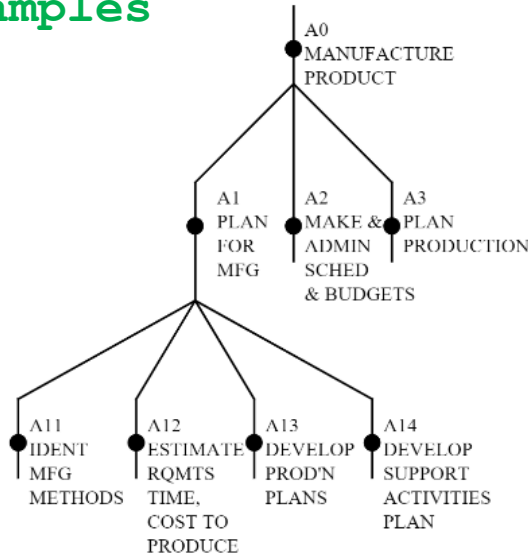 amples
A0
MANUFACTURE
PRODUCT
A1
PLAN
FOR
MFG
A2
MAKE &
ADMIN
SCHED
& BUDGETS
A3
PLAN
PRODUCTION
A11
IDENT
MFG
METHODS
A12
ESTIMATE
RQMTS
TIME,
COST TO
PRODUCE
A13
DEVELOP
PROD'N
PLANS
A14
DEVELOP
SUPPORT
ACTIVITIES
PLAN